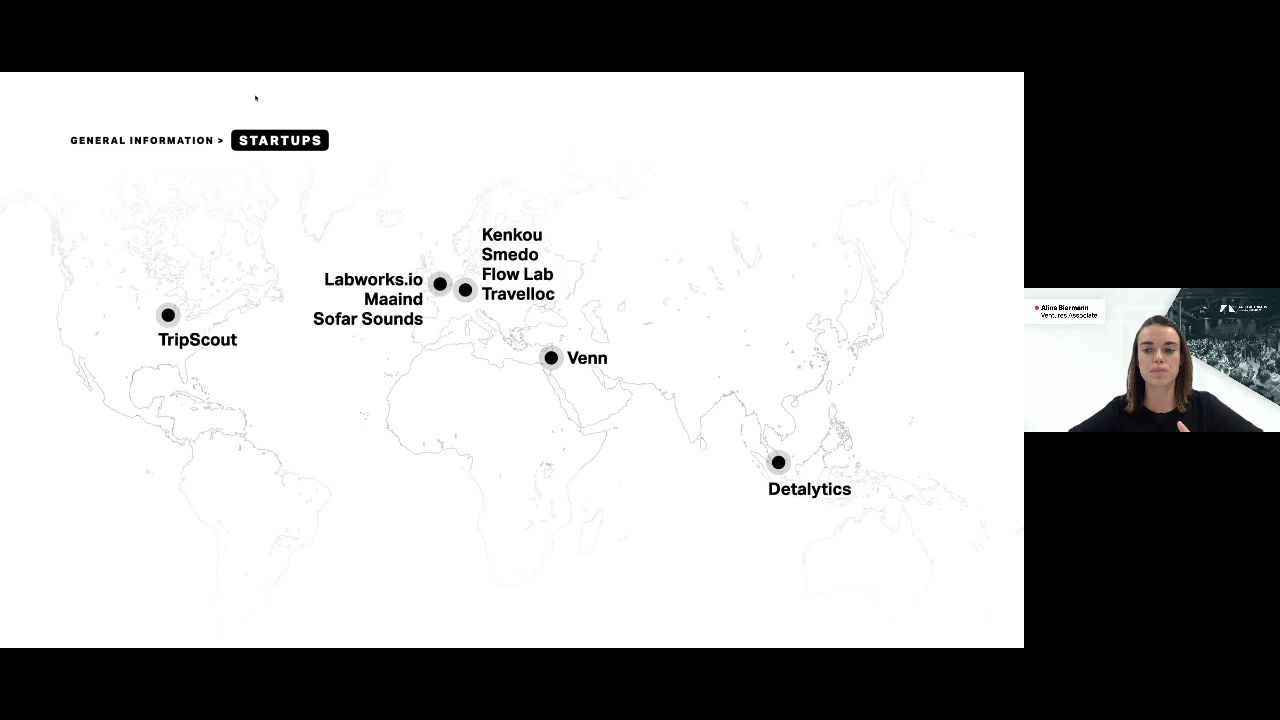 GENERAL INFORMATION > STARTUPS
Kenkou
Smedo
Flow Lab
Travelloc
Labworks.io
Maaind
Sofar Sounds
TripScout
Venn
Detalytics
Aline Biermann
Ventures Associate